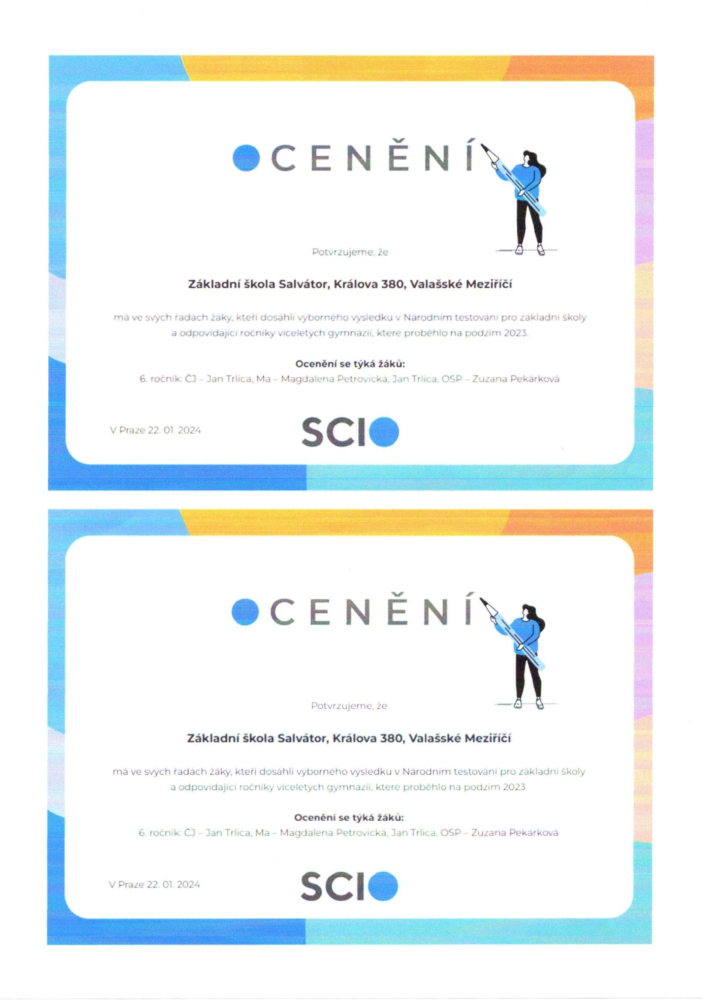 OCENĚNÍ
Potvrzujeme, že
Základní škola Salvátor, Králova 380, Valašské Meziříčí
má ve svých řadách žáky, kteří dosáhli výborného výsledku v Národním testování pro základní školy
a odpovídající ročníky víceletých gymnázií, které proběhlo na podzim 2023.
Ocenění se týká žáků:
6. ročník: ČJ – Jan Trlica, Ma – Magdalena Petrovická, Jan Trlica, OSP – Zuzana Pekárková
V Praze 22. 01. 2024
SCIO
OCENĚNÍ
Potvrzujeme, že
Základní škola Salvátor, Králova 380, Valašské Meziříčí
má ve svých řadách žáky, kteří dosáhli výborného výsledku v Národním testování pro základní školy
a odpovídající ročníky víceletých gymnázií, které proběhlo na podzim 2023.
Ocenění se týká žáků:
6. ročník: ČJ – Jan Trlica, Ma – Magdalena Petrovická, Jan Trlica, OSP – Zuzana Pekárková
V Praze 22. 01. 2024
SCIO